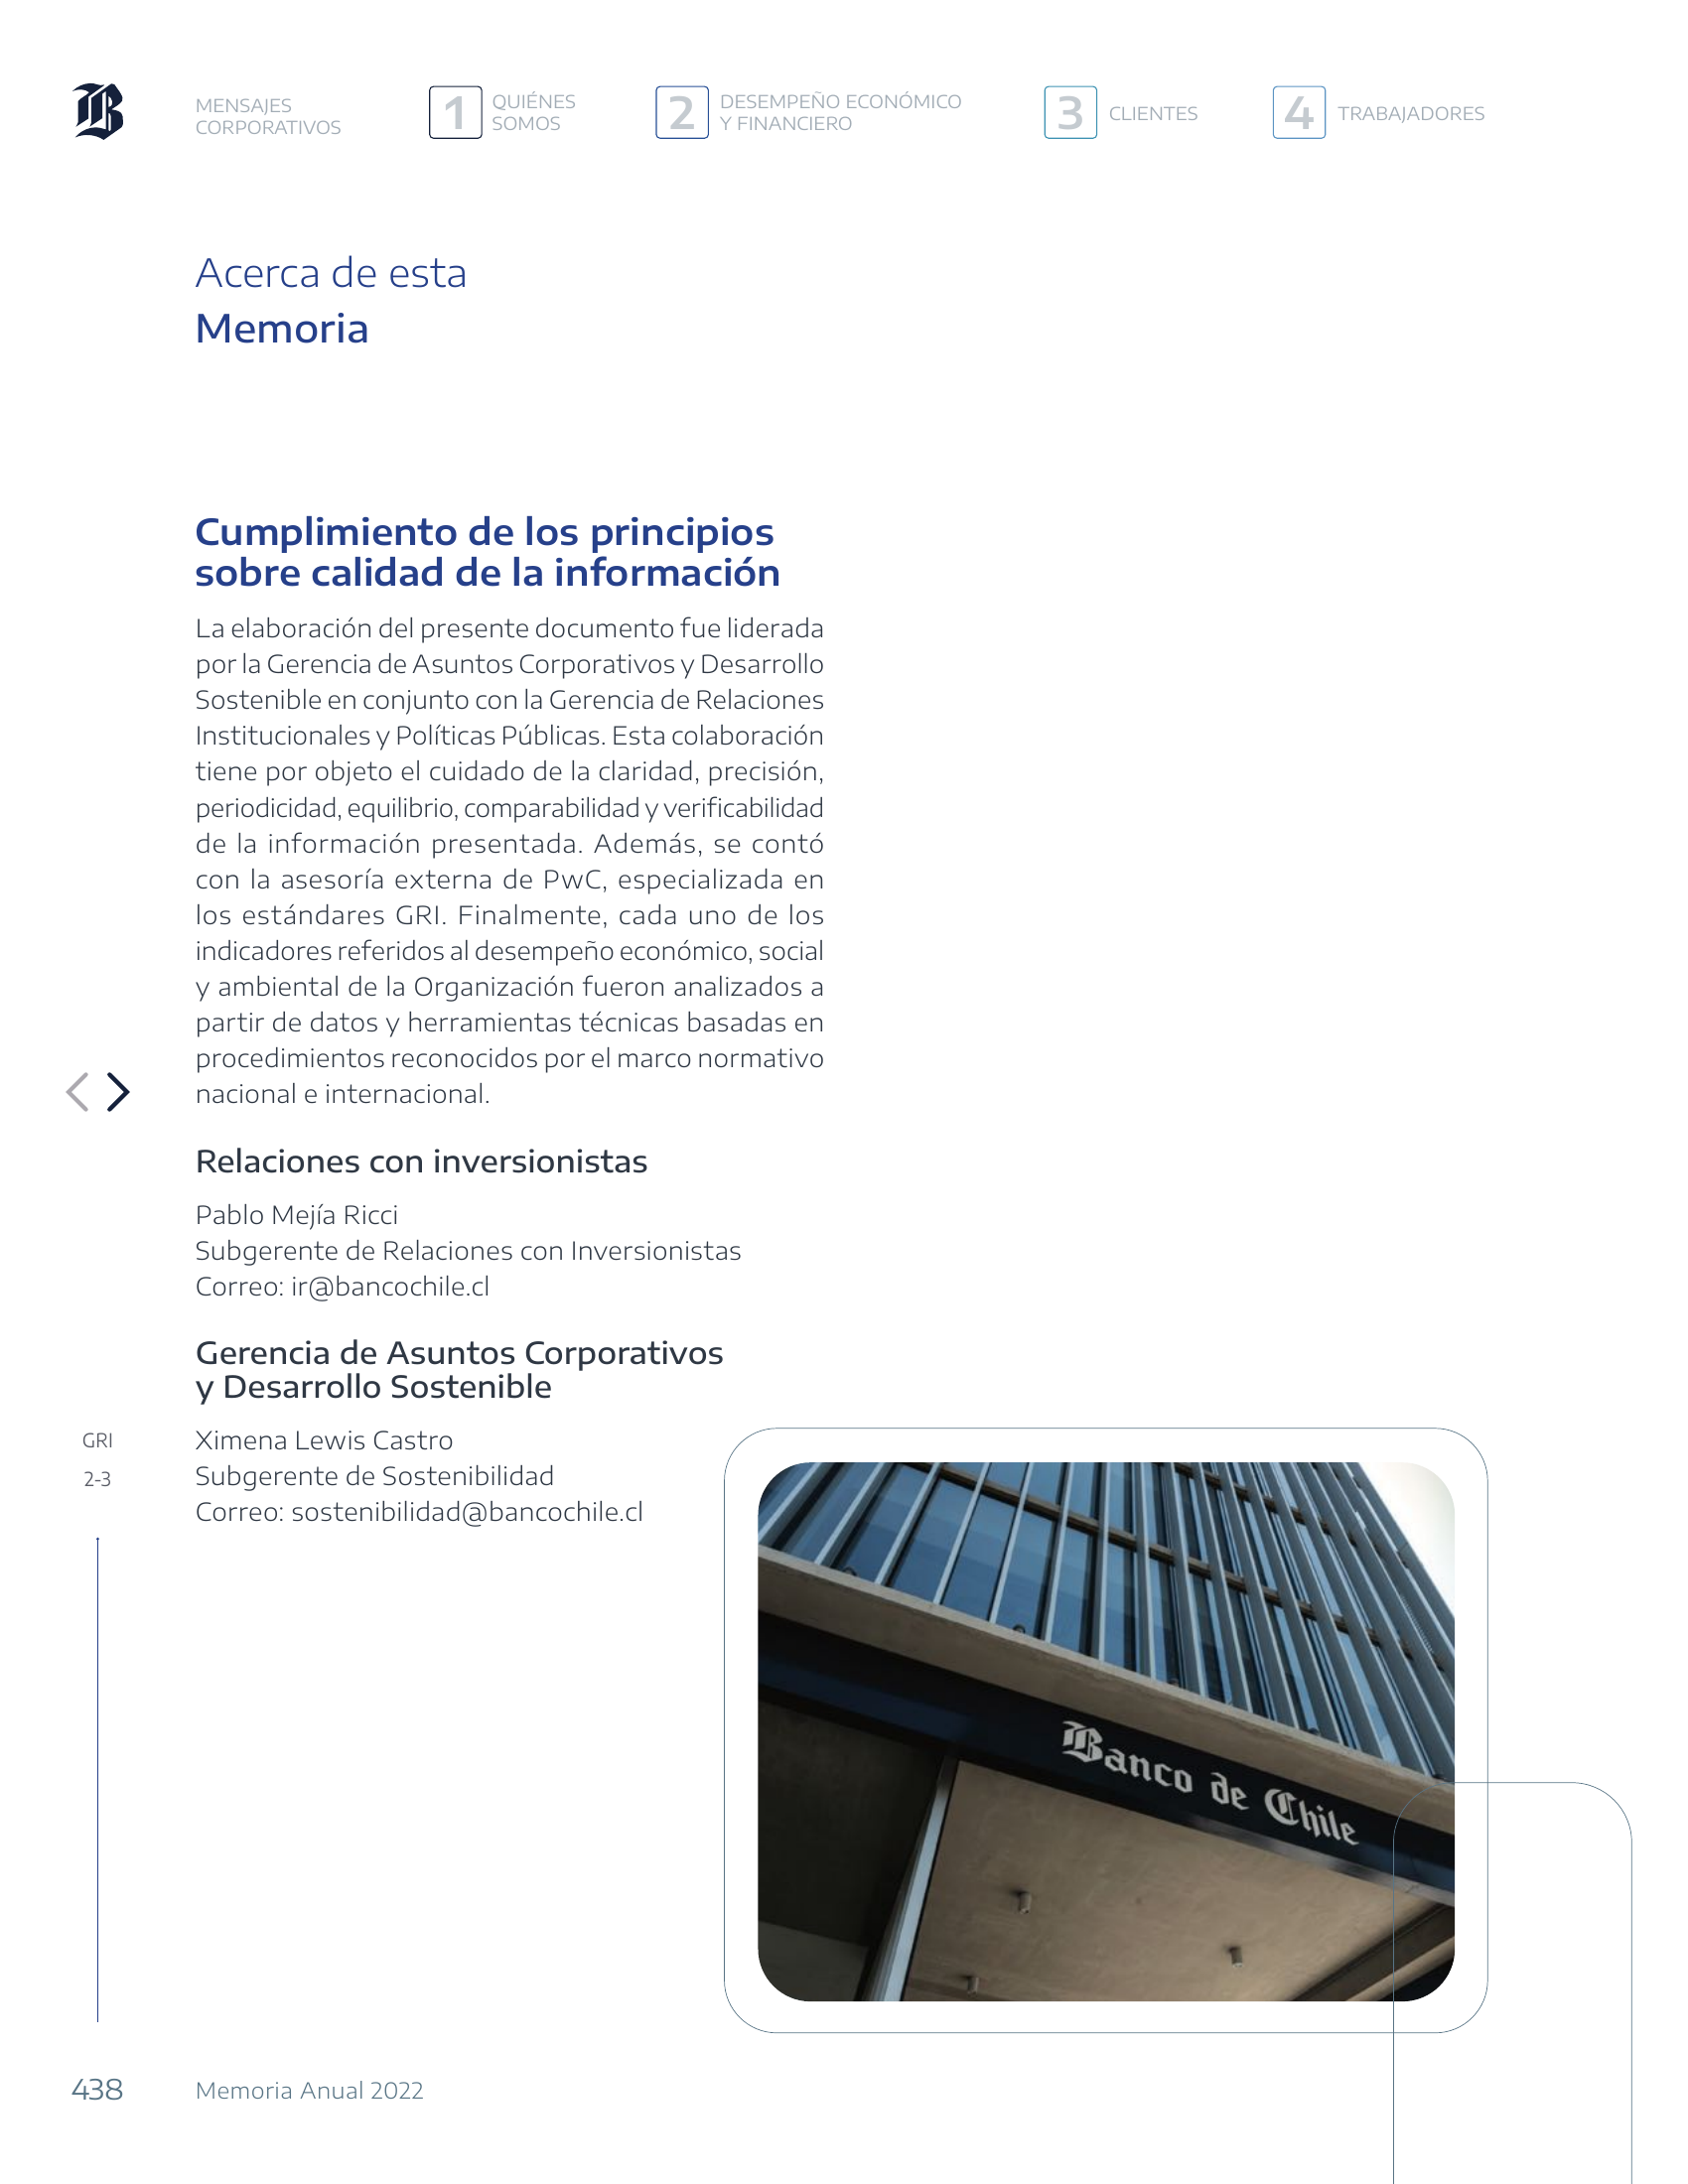 B
MENSAJES
CORPORATIVOS
1
QUIÉNES
SOMOS
2
DESEMPEÑO ECONÓMICO
Y FINANCIERO
3
CLIENTES
4
TRABAJADORES
Acerca de esta
Memoria
Cumplimiento de los principios
sobre calidad de la información
La elaboración del presente documento fue liderada
por la Gerencia de Asuntos Corporativos y Desarrollo
Sostenible en conjunto con la Gerencia de Relaciones
Institucionales y Políticas Públicas. Esta colaboración
tiene por objeto el cuidado de la claridad, precisión,
periodicidad, equilibrio, comparabilidad y verificabilidad
de la información presentada. Además, se contó
con la asesoría externa de PwC, especializada en
los estándares GRI. Finalmente, cada uno de los
indicadores referidos al desempeño económico, social
y ambiental de la Organización fueron analizados a
partir de datos y herramientas técnicas basadas en
procedimientos reconocidos por el marco normativo
nacional e internacional.
Relaciones con inversionistas
Pablo Mejía Ricci
Subgerente de Relaciones con Inversionistas
Correo: ir@bancochile.cl
Gerencia de Asuntos Corporativos
y Desarrollo Sostenible
Ximena Lewis Castro
Subgerente de Sostenibilidad
Correo: sostenibilidad@bancochile.cl
GRI
2-3
Banco de Chile
438
Memoria Anual 2022